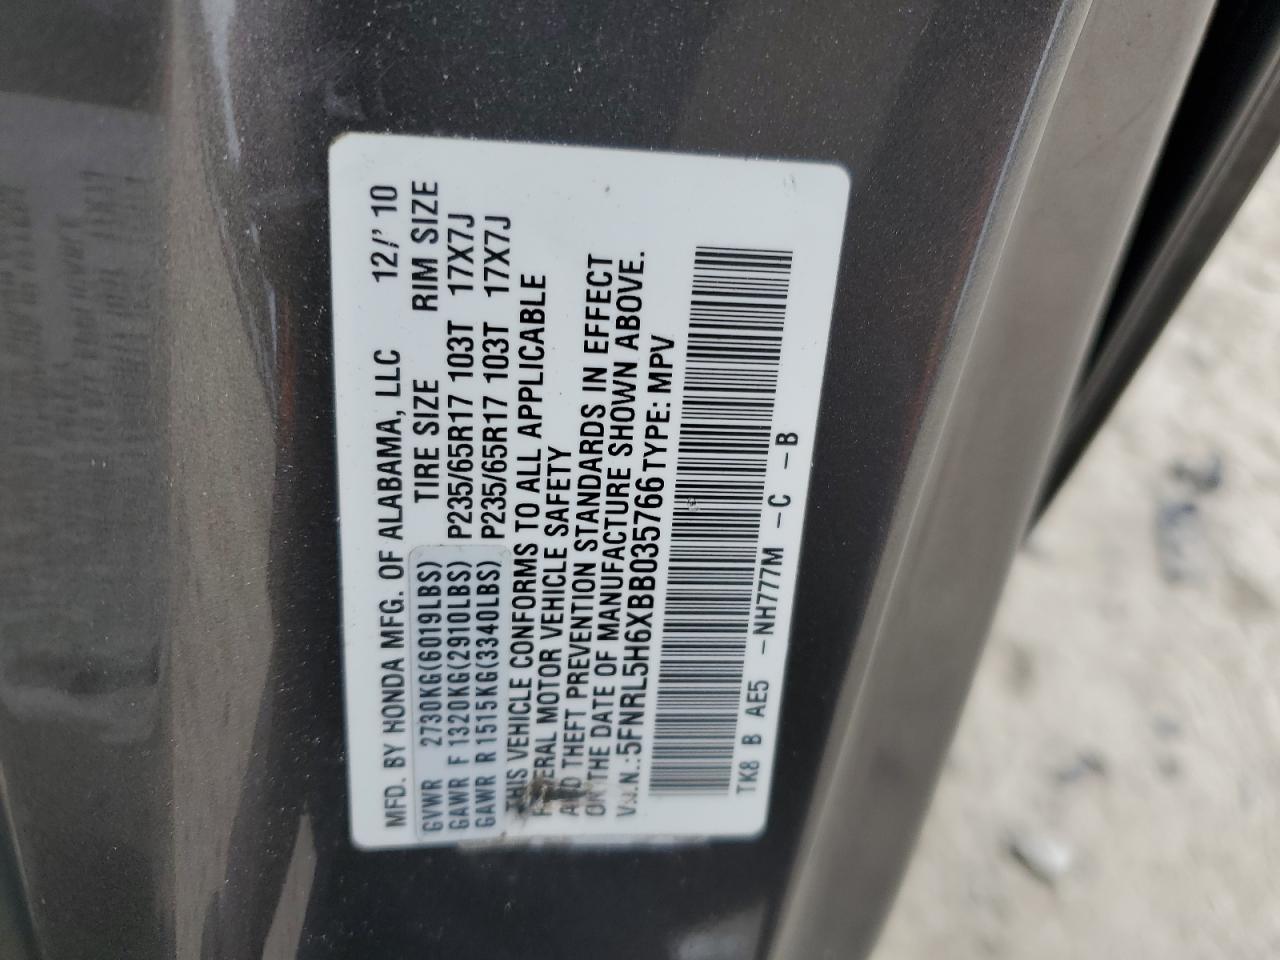 MFD. BY HONDA MFG. OF ALABAMA, LLC 12/'10
TIRE SIZE RIM SIZE
GVWR 2730KG(6019LBS)
GAWR F 1320KG(2910LBS) P235/65R17 103T 17X7J
GAWR R 1515KG(3340LBS) P235/65R17 103T 17X7J
THIS VEHICLE CONFORMS TO ALL APPLICABLE
FEDERAL MOTOR VEHICLE SAFETY
AND THEFT PREVENTION STANDARDS IN EFFECT
ON THE DATE OF MANUFACTURE SHOWN ABOVE.
V.I.N.:5FNRL5H6XBB035766 TYPE: MPV
TK8 B AE5 -NH777M -C -B